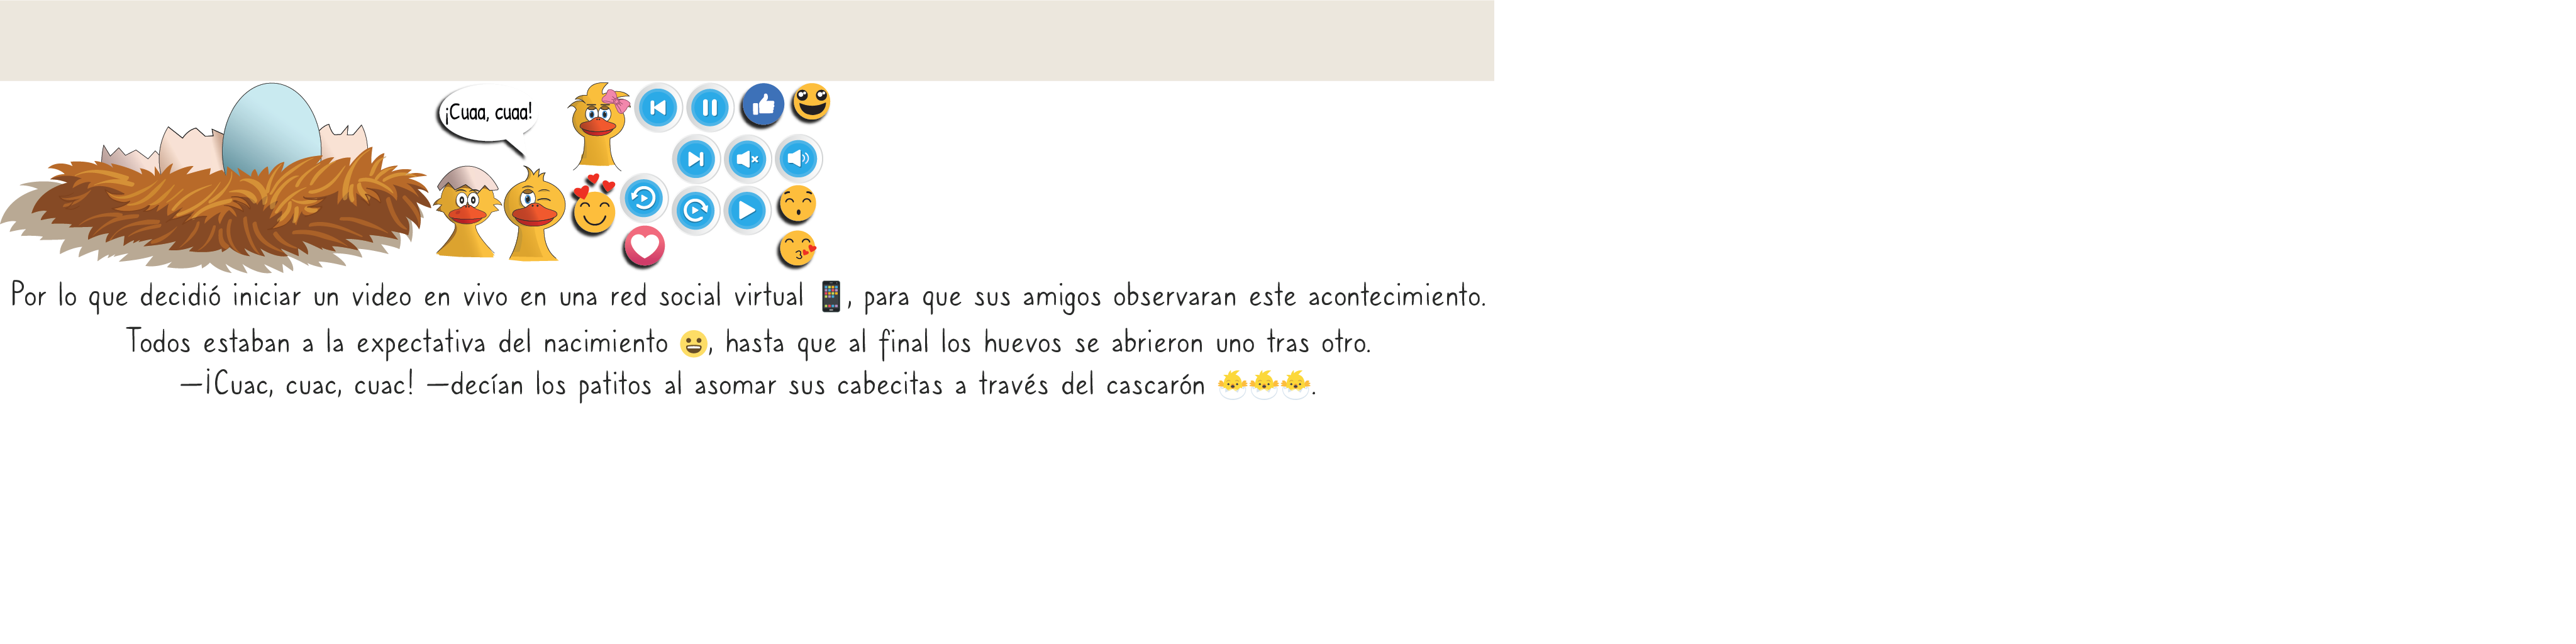 ¡Cuaa, cuaa!
Por lo que decidió iniciar un video en vivo en una red social virtual 📱, para que sus amigos observaran este acontecimiento.
Todos estaban a la expectativa del nacimiento 😀, hasta que al final los huevos se abrieron uno tras otro.
—¡Cuac, cuac, cuac! —decían los patitos al asomar sus cabecitas a través del cascarón 🐣🐣🐣.